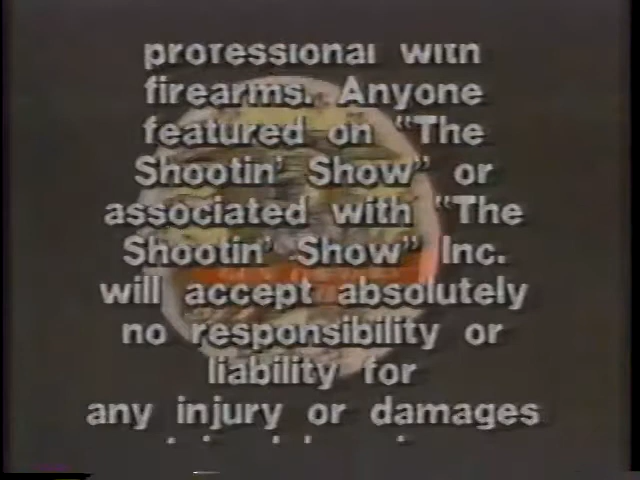 professional with
firearms. Anyone
featured on "The
Shootin' Show" or
associated with "The
Shootin' Show" Inc.
will accept absolutely
no responsibility or
liability for
any injury or damages